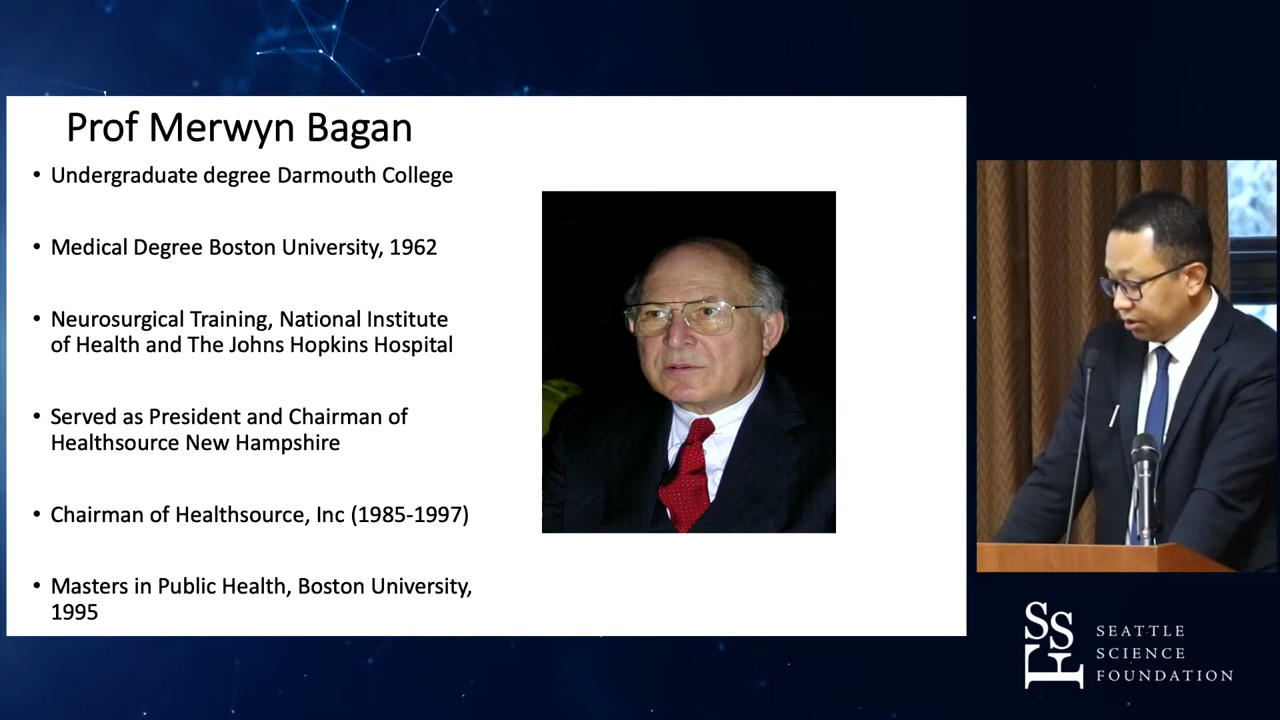 Prof Merwyn Bagan
• Undergraduate degree Darmouth College
• Medical Degree Boston University, 1962
• Neurosurgical Training, National Institute
of Health and The Johns Hopkins Hospital
• Served as President and Chairman of
Healthsource New Hampshire
• Chairman of Healthsource, Inc (1985-1997)
• Masters in Public Health, Boston University,
1995
SSF
SEATTLE
SCIENCE
FOUNDATION